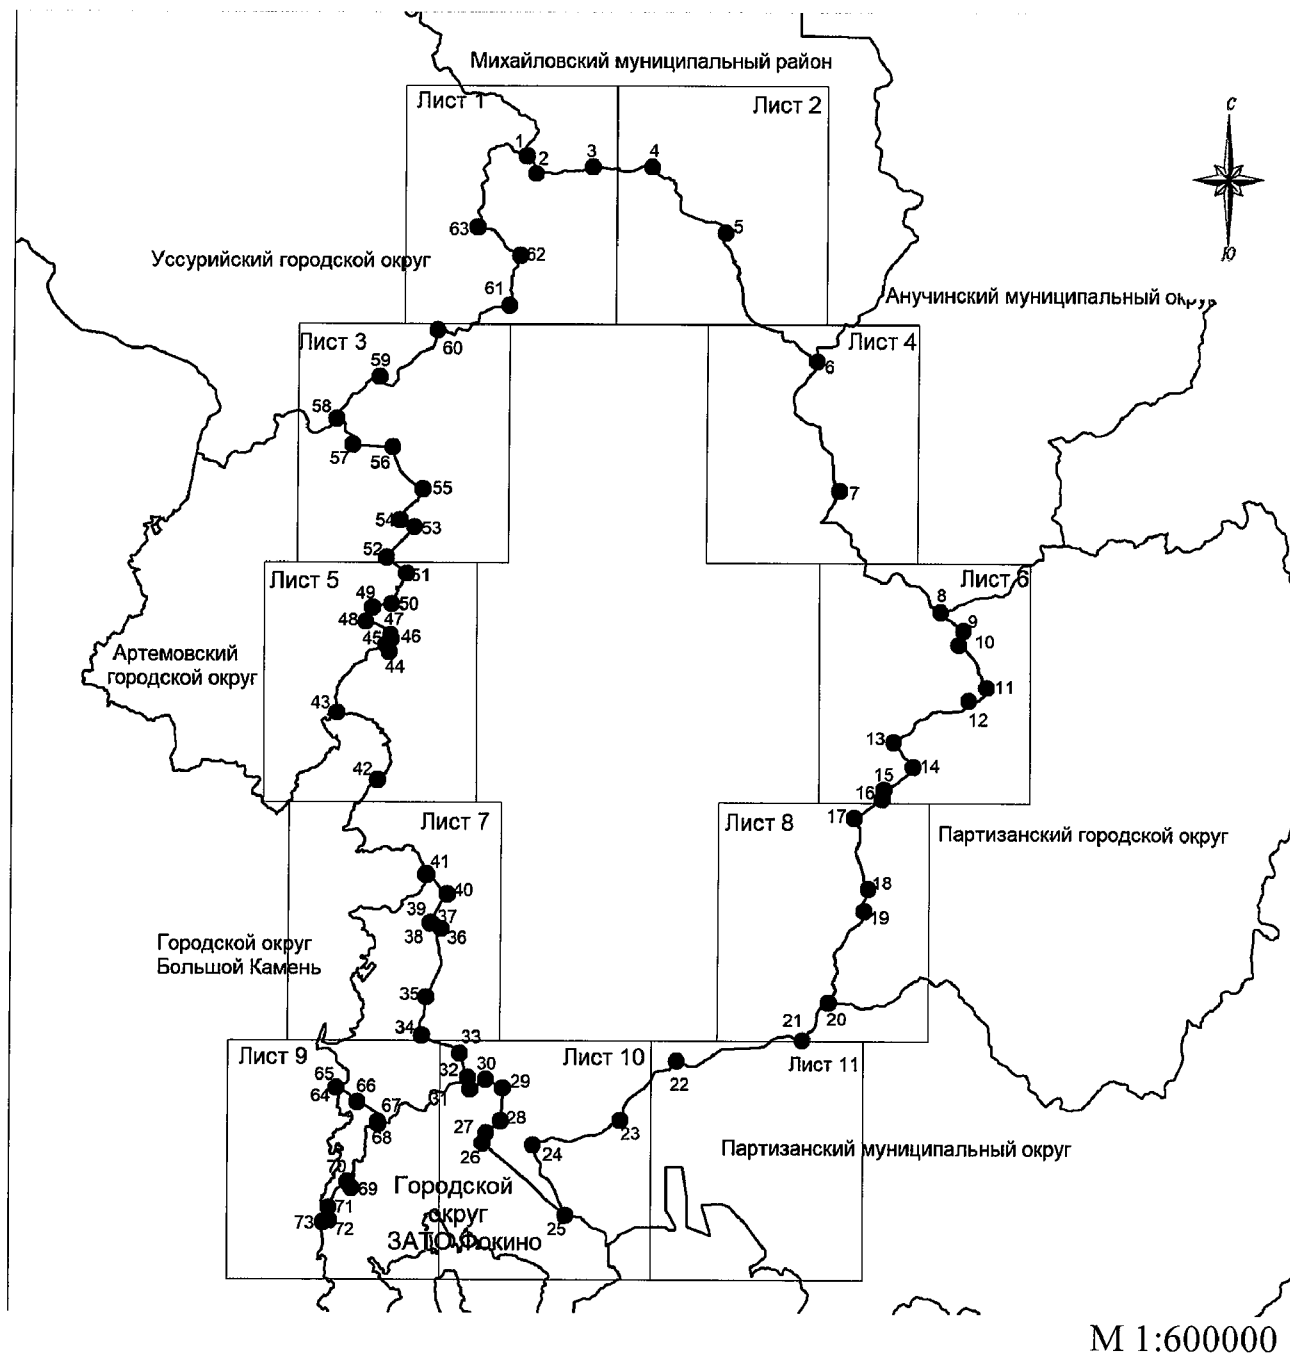 Михайловский муниципальный район
Лист 1
Лист 2
С
1
2
3
4
5
63
62
Ю
Уссурийский городской округ
61
Анучинский муниципальный округ
60
Лист 3
Лист 4
59
6
58
57
56
55
7
54
53
52
51
Лист 5
Лист 6
49
50
8
48
47
9
45
46
10
44
Артемовский
городской округ
11
43
12
13
14
42
15
16
17
Лист 7
Лист 8
Партизанский городской округ
41
40
18
39
37
19
38
36
Городской округ
Большой Камень
35
20
34
21
33
Лист 9
Лист 10
Лист 11
22
32
30
29
65
64
66
31
67
28
23
68
27
26
24
Партизанский муниципальный округ
70
69
Городской
округ
ЗАТО Фокино
71
73
72
25
М 1:600000